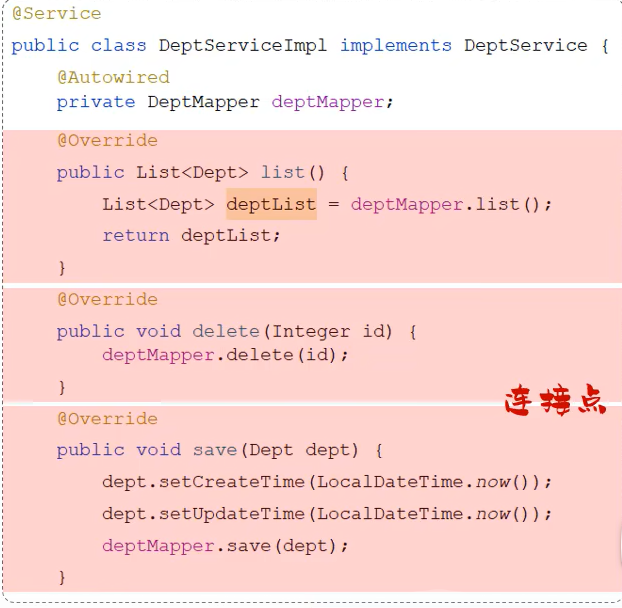 @Service
public class DeptServiceImpl implements DeptService {
@Autowired
private DeptMapper deptMapper;
@Override
public List<Dept> list() {
List<Dept> deptList = deptMapper.list();
return deptList;
}
@Override
public void delete(Integer id) {
deptMapper.delete(id);
}
连接点
@Override
public void save(Dept dept) {
dept.setCreateTime(LocalDateTime.now());
dept.setUpdateTime(LocalDateTime.now());
deptMapper.save(dept);
}